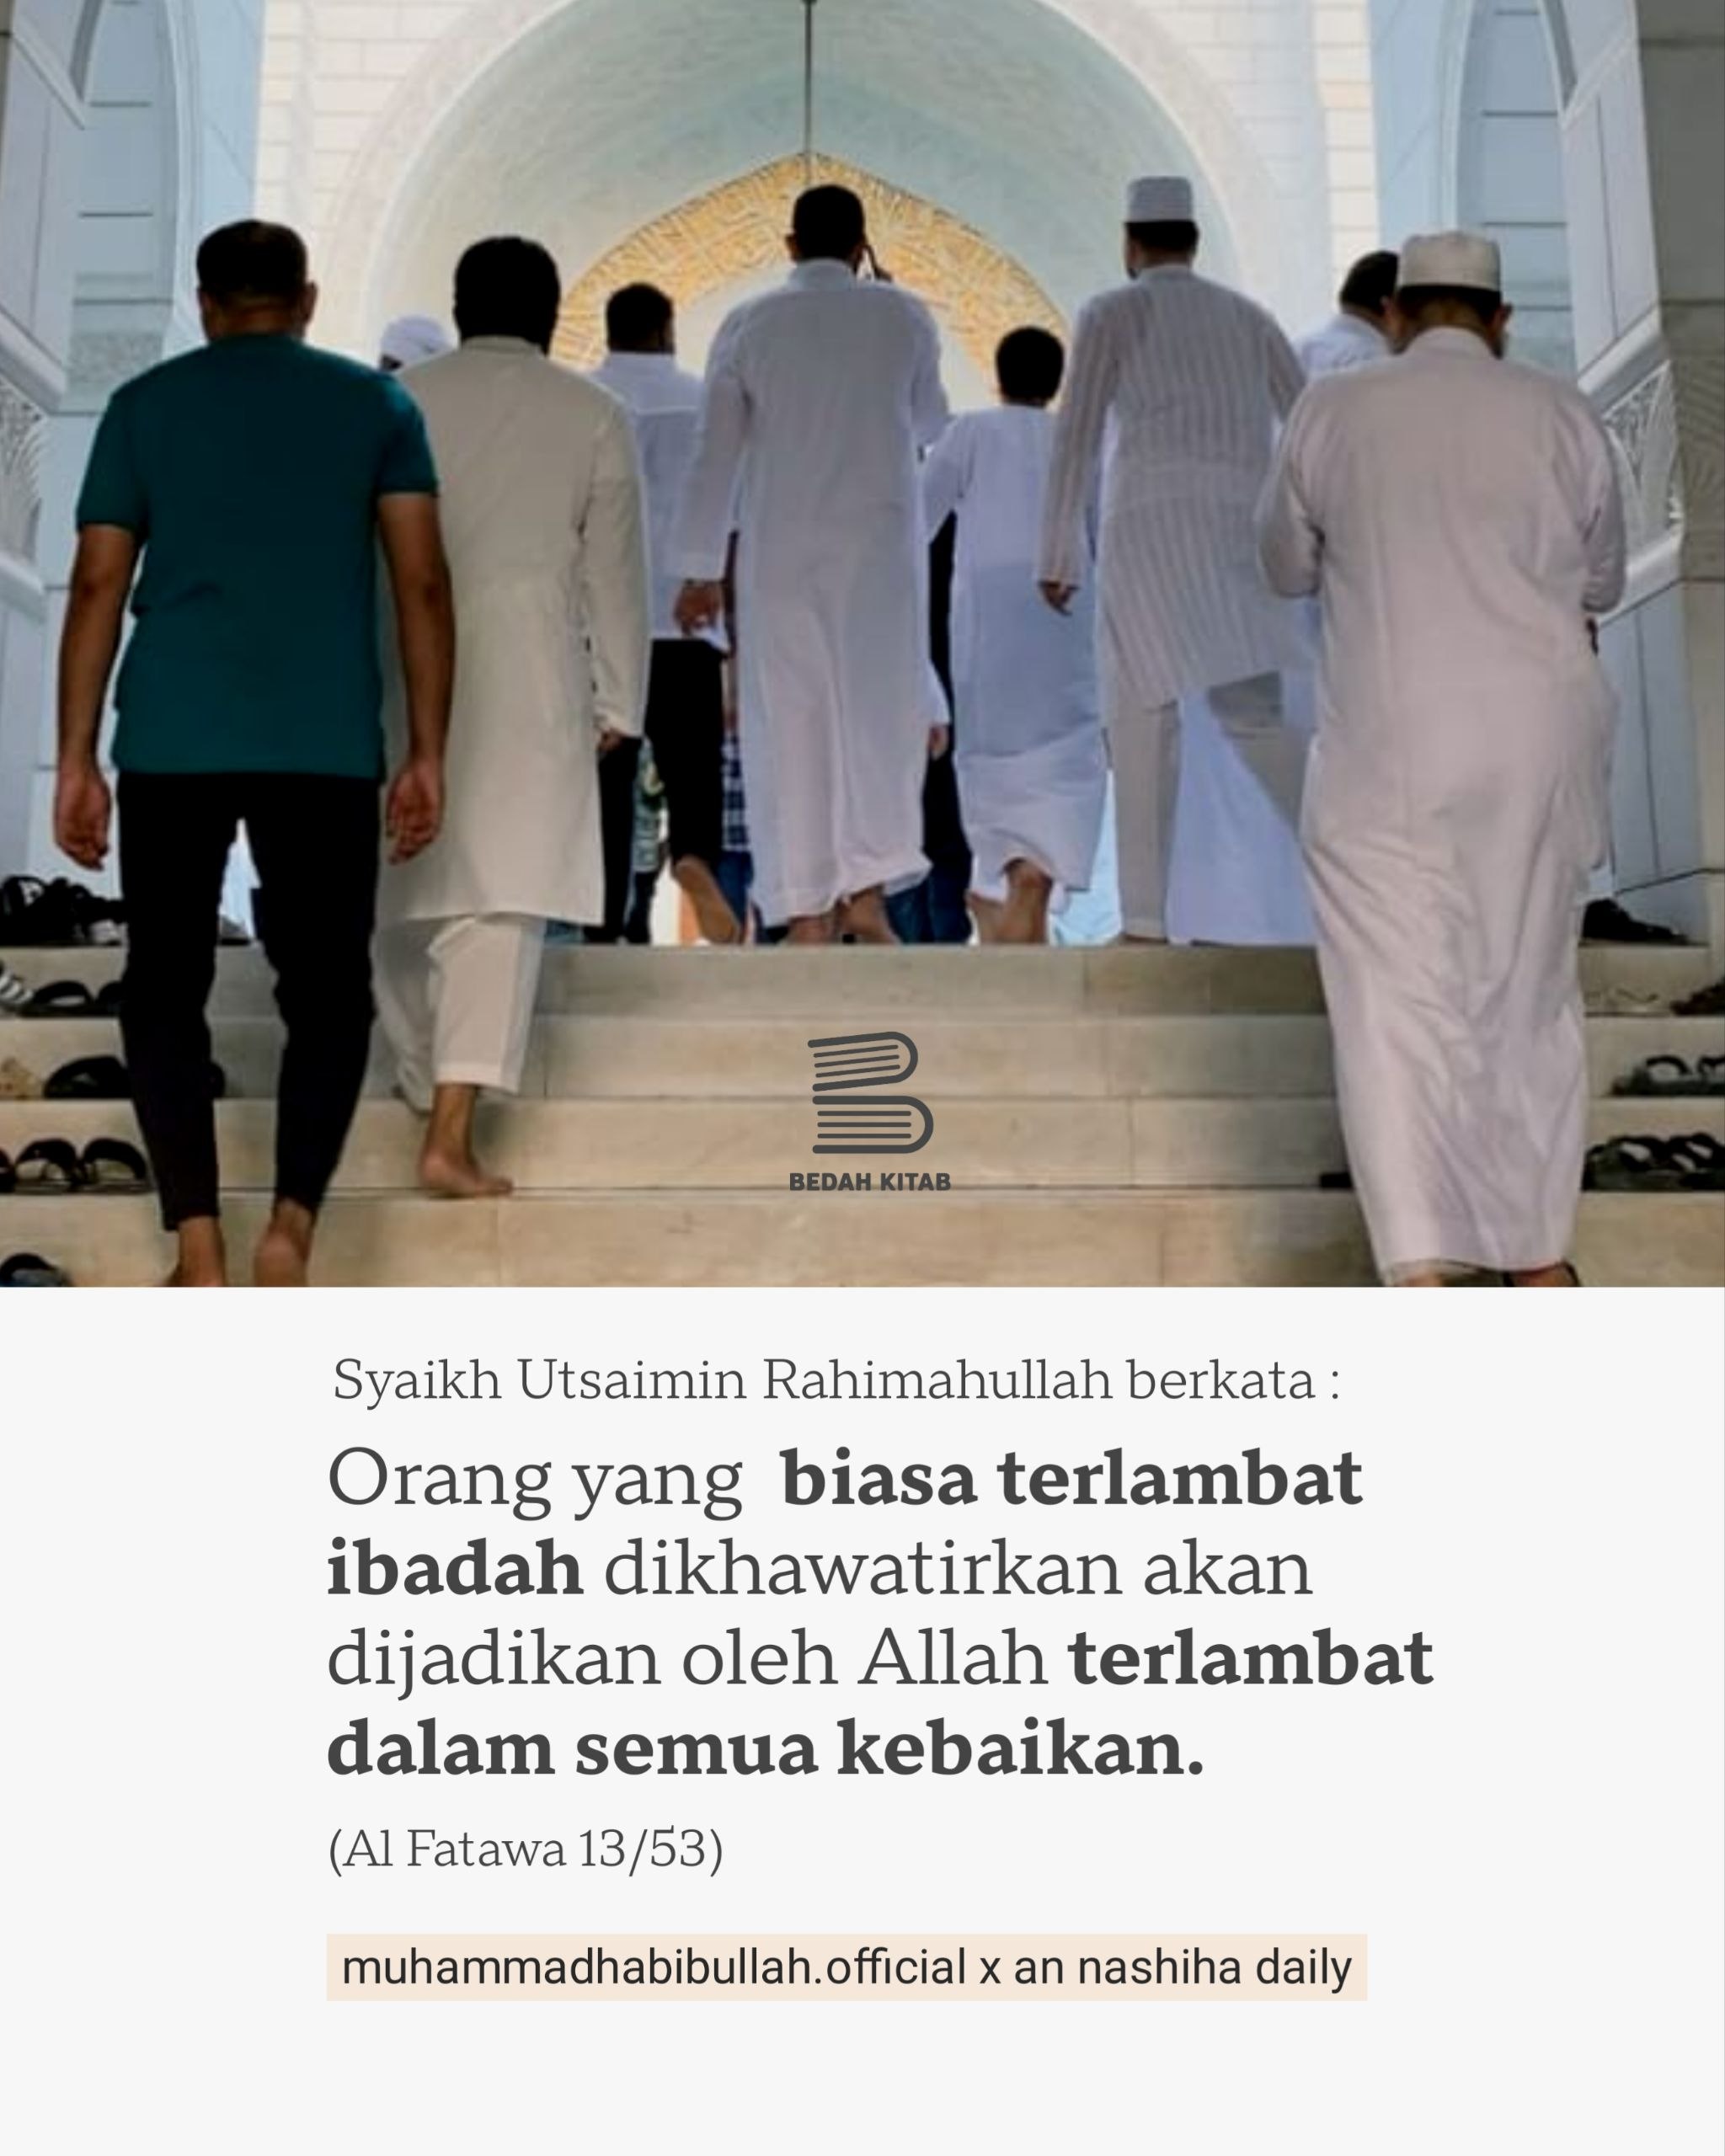 BEDAH KITAB
Syaikh Utsaimin Rahimahullah berkata :
Orang yang biasa terlambat
ibadah dikhawatirkan akan
dijadikan oleh Allah terlambat
dalam semua kebaikan.
(Al Fatawa 13/53)
muhammadhabibullah.official x an nashiha daily